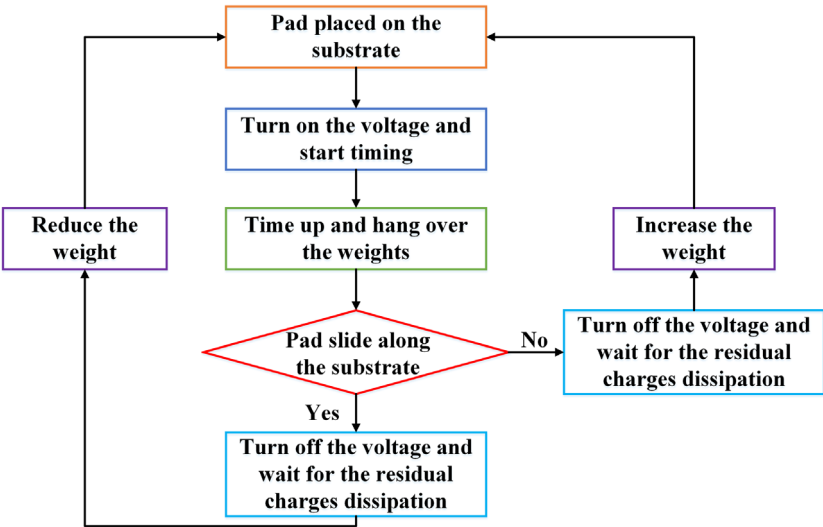 Pad placed on the
substrate
Turn on the voltage and
start timing
Reduce the
weight
Time up and hang over
the weights
Increase the
weight
Pad slide along
the substrate
No
Turn off the voltage and
wait for the residual
charges dissipation
Yes
Turn off the voltage and
wait for the residual
charges dissipation